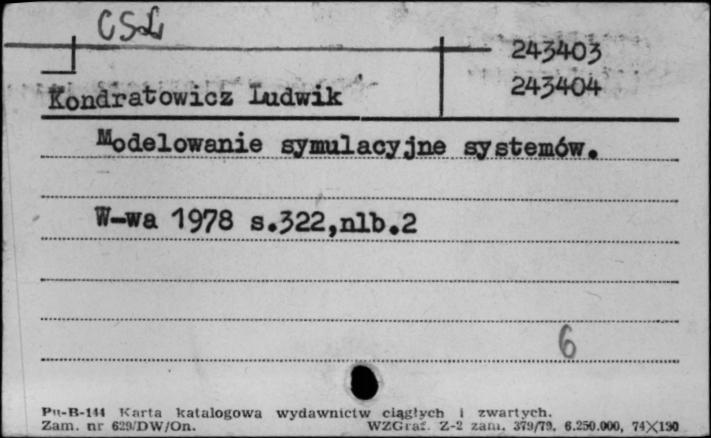 CSL
243403
Kondratowicz Ludwik
243404
Modelowanie symulacyjne systemów.
W-wa 1978 s.322,nlb.2
6
Pu-B-144 Karta katalogowa wydawnictw ciągłych i zwartych.
Zam. nr 629/DW/On. WZGraf. Z-2 zam. 379/79. 6.250.000, 74X130